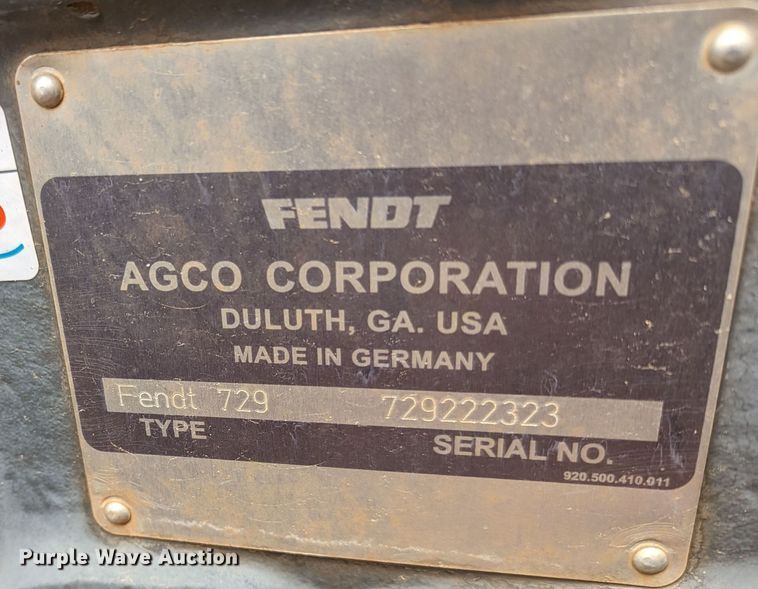 FENDT
AGCO CORPORATION
DULUTH, GA. USA
MADE IN GERMANY
Fendt 729 729222323
TYPE SERIAL NO.
920.500.410.011
Purple Wave Auction